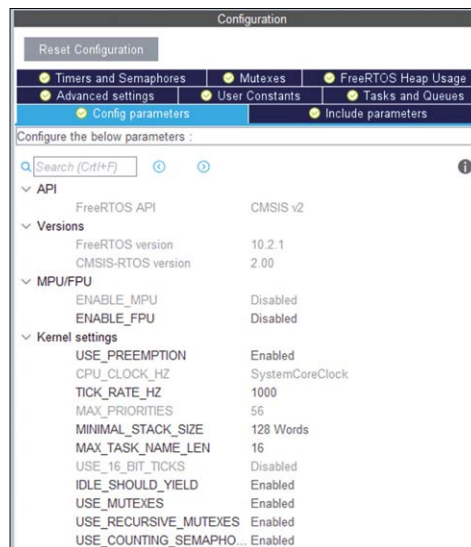 Configuration
Reset Configuration
Timers and Semaphores Mutexes FreeRTOS Heap Usage
Advanced settings User Constants Tasks and Queues
Config parameters Include parameters
Configure the below parameters :
Search (Crtl+F)
API
FreeRTOS API CMSIS v2
Versions
FreeRTOS version 10.2.1
CMSIS-RTOS version 2.00
MPU/FPU
ENABLE_MPU Disabled
ENABLE_FPU Disabled
Kernel settings
USE_PREEMPTION Enabled
CPU_CLOCK_HZ SystemCoreClock
TICK_RATE_HZ 1000
MAX_PRIORITIES 56
MINIMAL_STACK_SIZE 128 Words
MAX_TASK_NAME_LEN 16
USE_16_BIT_TICKS Disabled
IDLE_SHOULD_YIELD Enabled
USE_MUTEXES Enabled
USE_RECURSIVE_MUTEXES Enabled
USE_COUNTING_SEMAPHO... Enabled